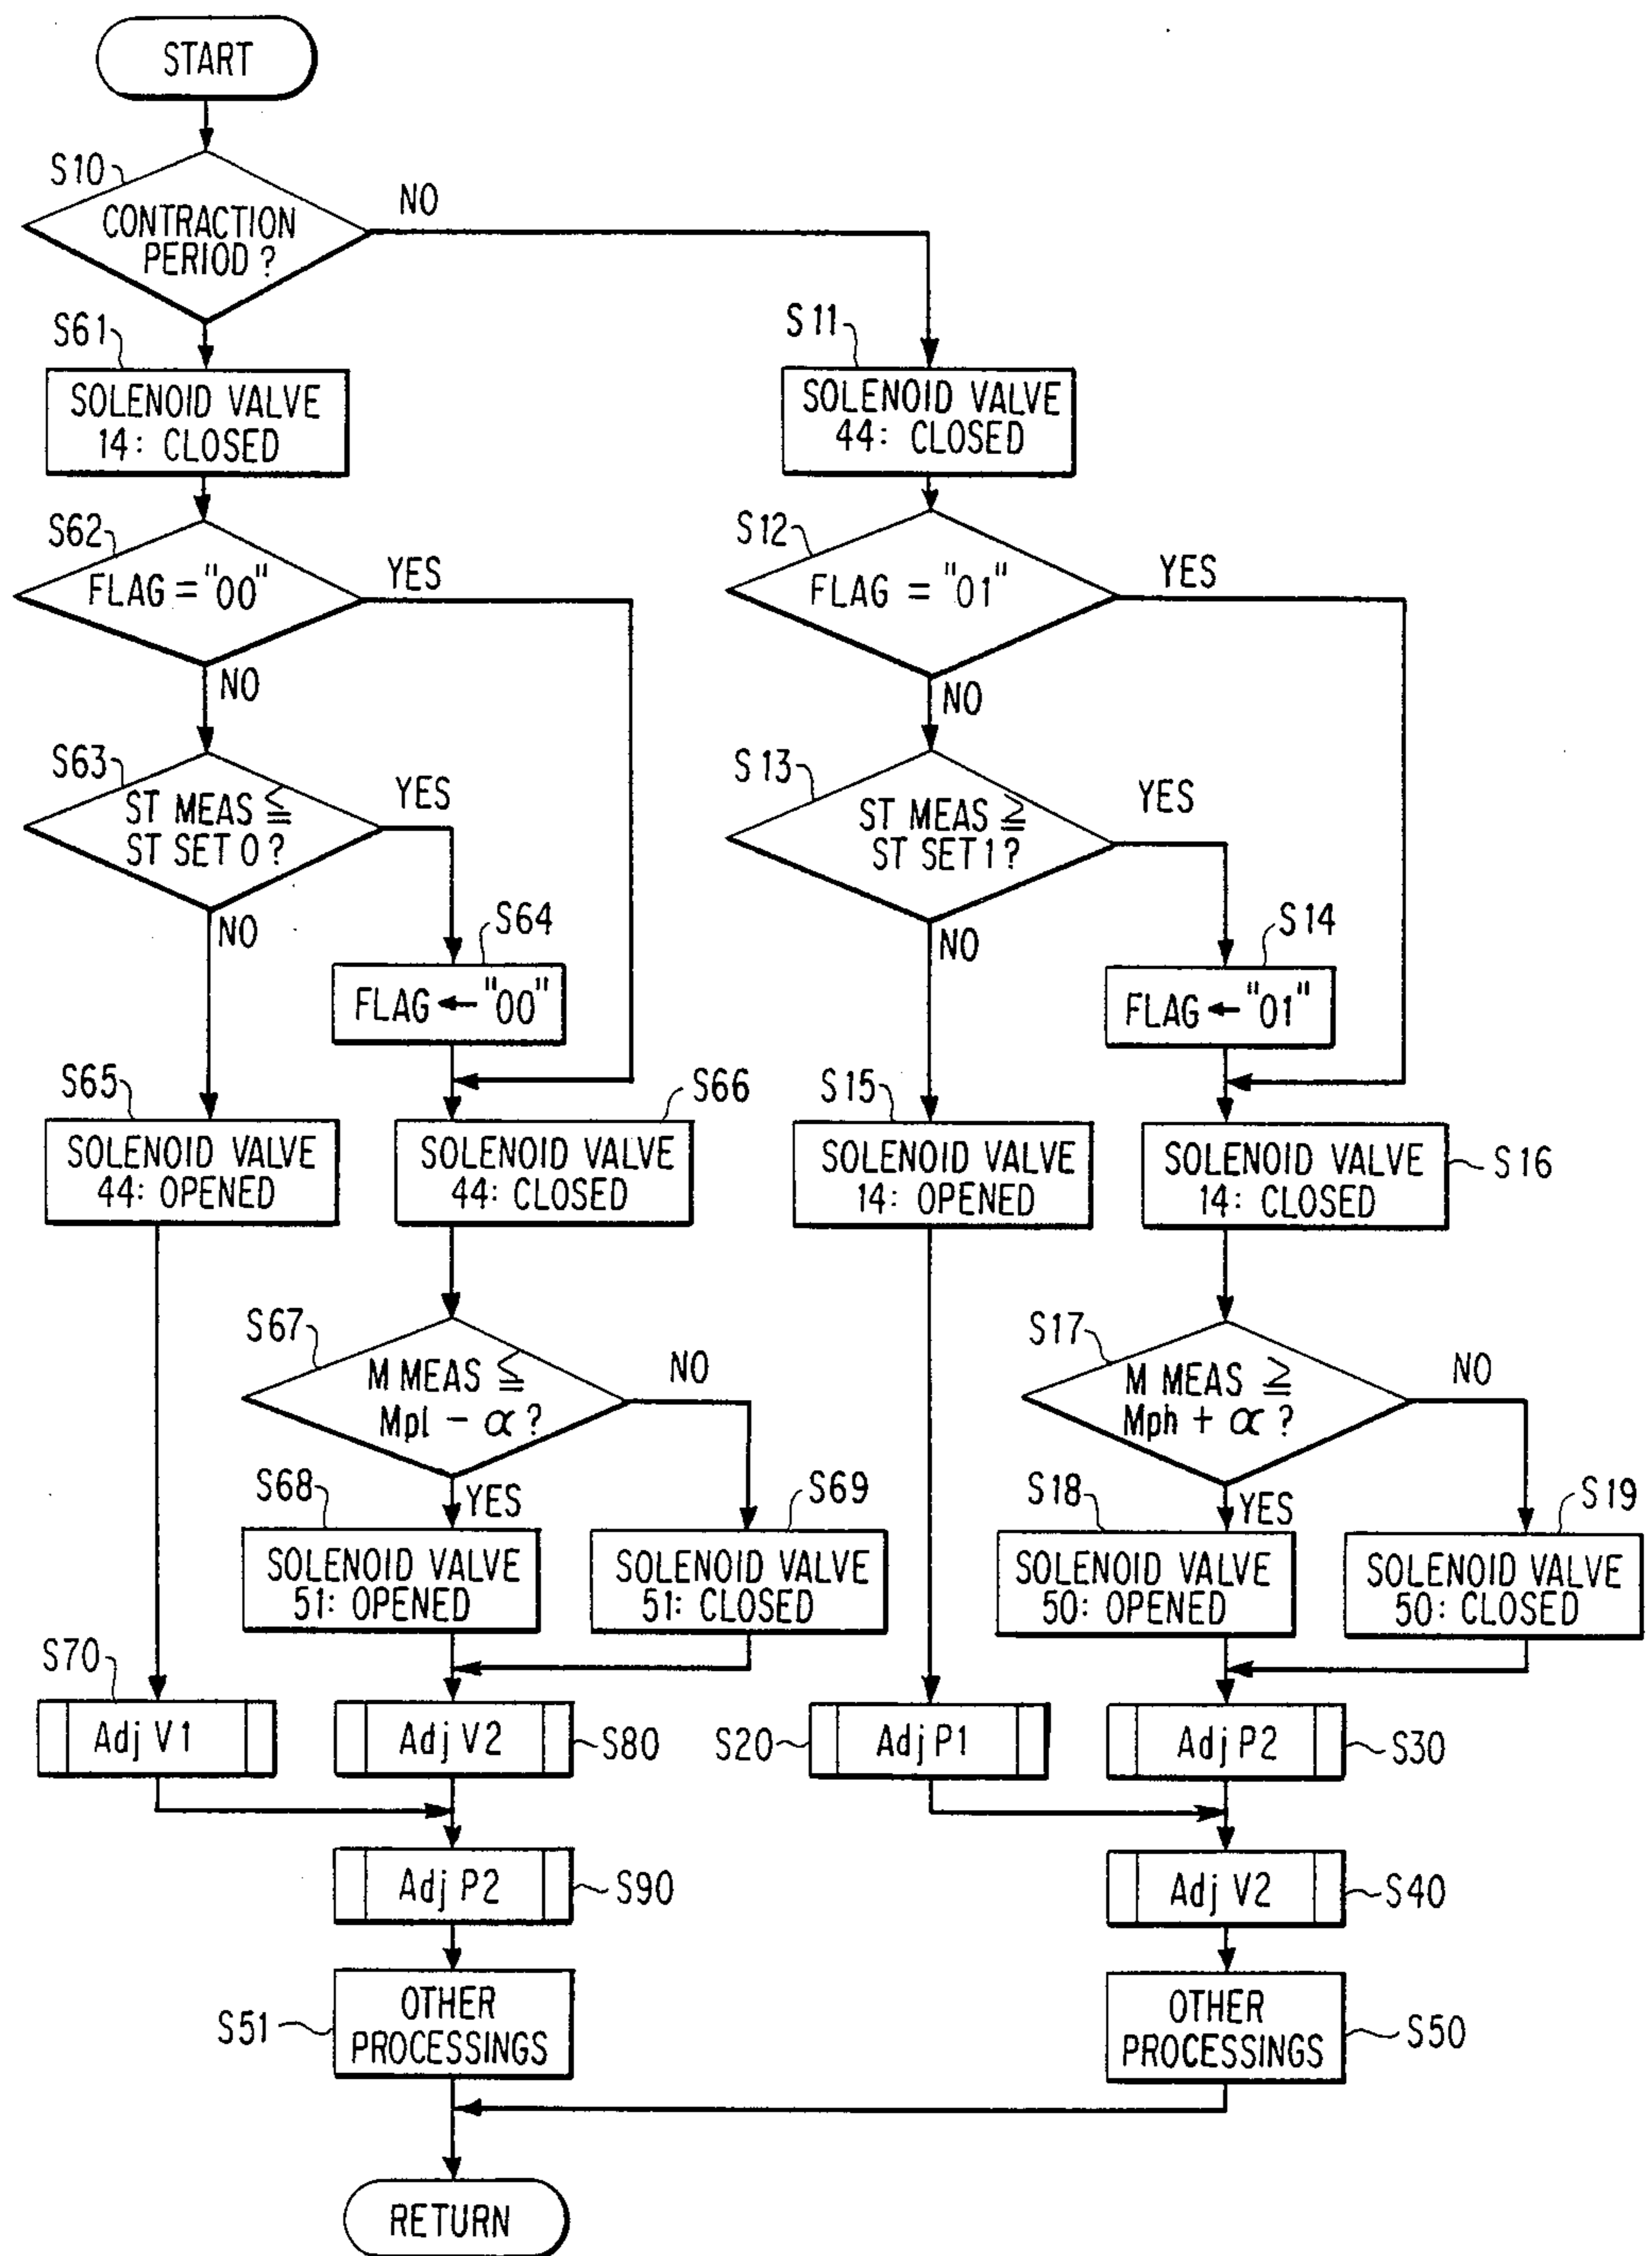 START
S10
CONTRACTION
PERIOD?
NO
S61
SOLENOID VALVE
14: CLOSED
S11
SOLENOID VALVE
44: CLOSED
S62
FLAG = "00"
YES
NO
S12
FLAG = "01"
YES
NO
S63
ST MEAS ≦
ST SET 0?
YES
NO
S13
ST MEAS ≧
ST SET 1?
YES
NO
S64
FLAG ← "00"
S14
FLAG ← "01"
S65
SOLENOID VALVE
44: OPENED
S66
SOLENOID VALVE
44: CLOSED
S15
SOLENOID VALVE
14: OPENED
S16
SOLENOID VALVE
14: CLOSED
S67
M MEAS ≦
Mpl - α?
NO
YES
S17
M MEAS ≧
Mph + α?
NO
YES
S68
SOLENOID VALVE
51: OPENED
S69
SOLENOID VALVE
51: CLOSED
S18
SOLENOID VALVE
50: OPENED
S19
SOLENOID VALVE
50: CLOSED
S70
Adj V1
Adj V2
S80
S20
Adj P1
Adj P2
S30
Adj P2
S90
Adj V2
S40
S51
OTHER
PROCESSINGS
OTHER
PROCESSINGS
S50
RETURN